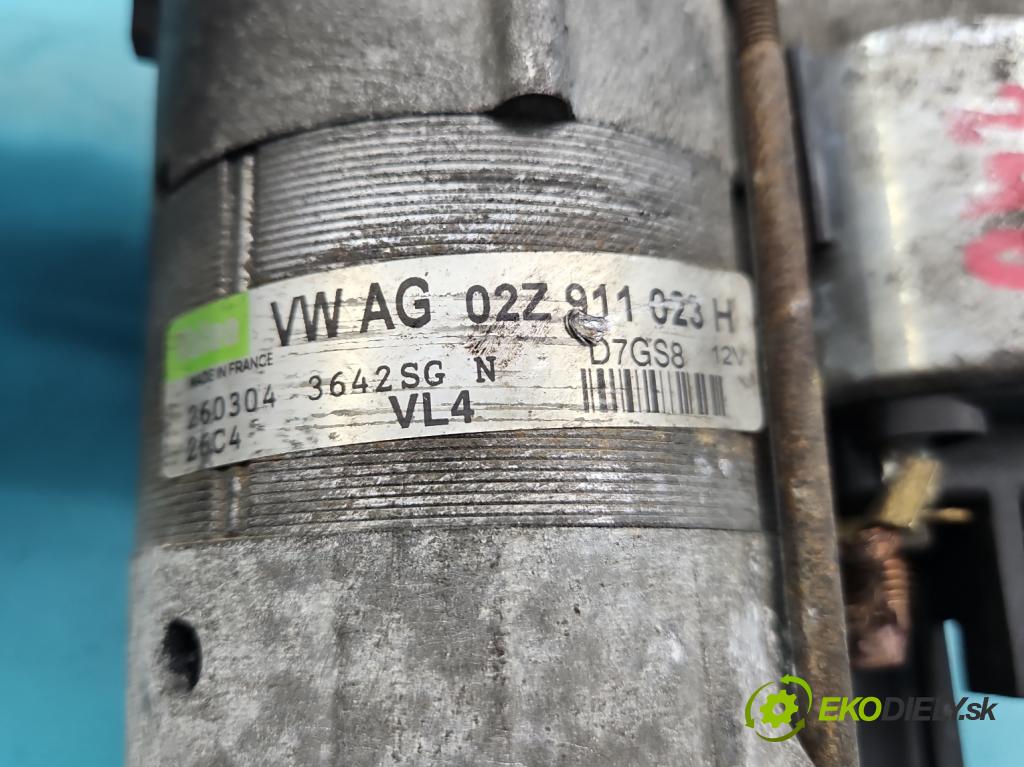 VW AG 02Z 911 023 H
MADE IN FRANCE
D7GS8 12V
260304 3642SG N
26C4 VL4
EKODIELY.sk